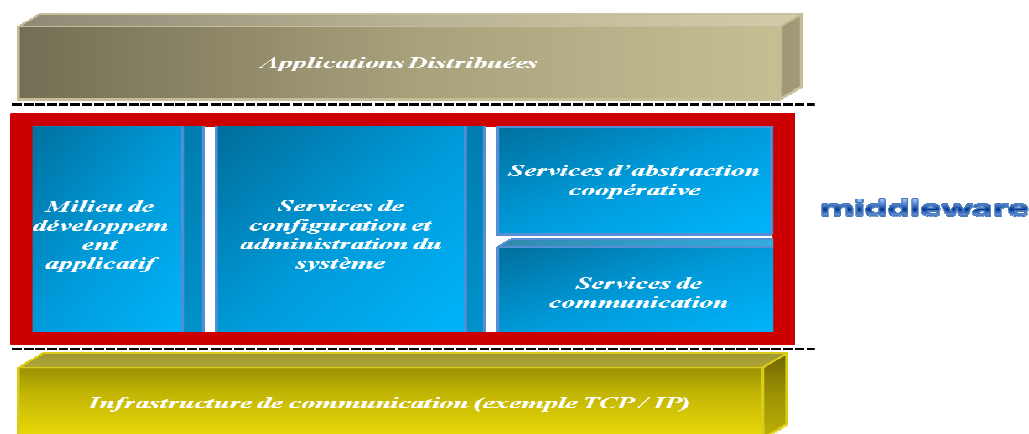 Applications Distribuées
Milieu de
développem
ent
applicatif
Services de
configuration et
administration du
système
Services d'abstraction
coopérative
Services de
communication
middleware
Infrastructure de communication (exemple TCP / IP)